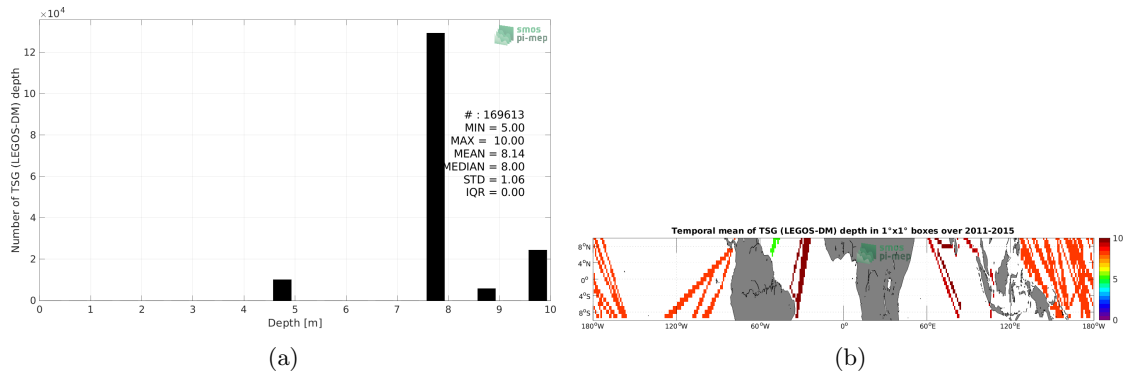 ×10⁴
smos
pi-mep
12
10
8
6
4
2
0
Number of TSG (LEGOS-DM) depth
# : 169613
MIN = 5.00
MAX = 10.00
MEAN = 8.14
MEDIAN = 8.00
STD = 1.06
IQR = 0.00
0 1 2 3 4 5 6 7 8 9 10
Depth [m]
(a)
Temporal mean of TSG (LEGOS-DM) depth in 1°x1° boxes over 2011-2015
smos
pi-mep
8°N
4°N
0°
4°S
8°S
180°W 120°W 60°W 0° 60°E 120°E 180°W
10
5
0
(b)